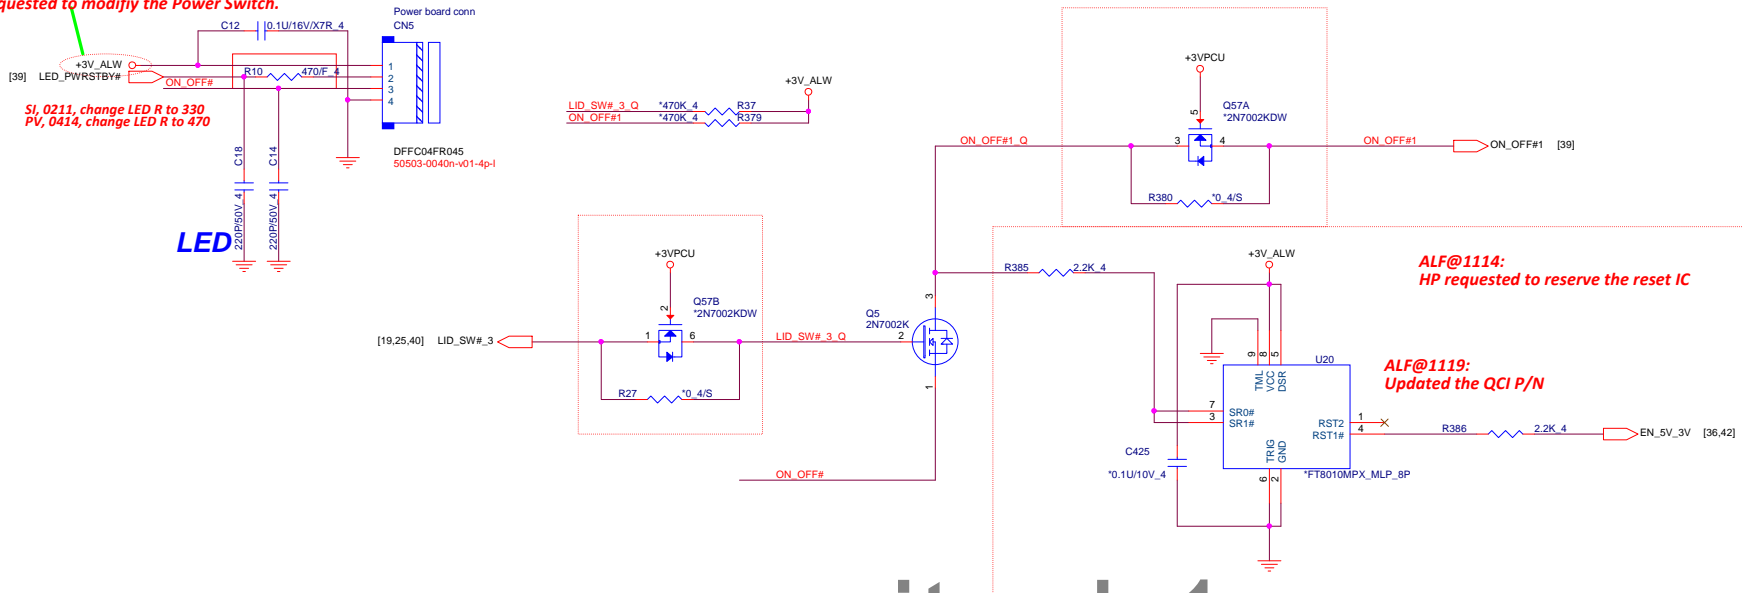 quested to modifiy the Power Switch.
Power board conn
CN5
C12
0.1U/16V/X7R_4
+3V_ALW
[39] LED_PWRSTBY#
ON_OFF#
R10
470/F_4
1
2
3
4
SI, 0211, change LED R to 330
PV, 0414, change LED R to 470
DFFC04FR045
50503-0040n-v01-4p-l
C18
220P/50V_4
C14
220P/50V_4
LED
+3V_ALW
LID_SW#_3_Q
*470K_4
R37
ON_OFF#1
*470K_4
R379
+3VPCU
5
Q57A
*2N7002KDW
ON_OFF#1_Q
3
4
ON_OFF#1
ON_OFF#1 [39]
R380
*0_4/S
+3VPCU
2
Q57B
*2N7002KDW
[19,25,40] LID_SW#_3
1
6
LID_SW#_3_Q
R27
*0_4/S
Q5
2N7002K
3
2
1
ON_OFF#
R385
2.2K_4
+3V_ALW
ALF@1114:
HP requested to reserve the reset IC
ALF@1119:
Updated the QCI P/N
U20
9
8
5
TML
VCC
DSR
7
SR0#
3
SR1#
RST2
1
RST1#
4
TRIG
GND
6
2
*FT8010MPX_MLP_8P
C425
*0.1U/10V_4
R386
2.2K_4
EN_5V_3V [36,42]